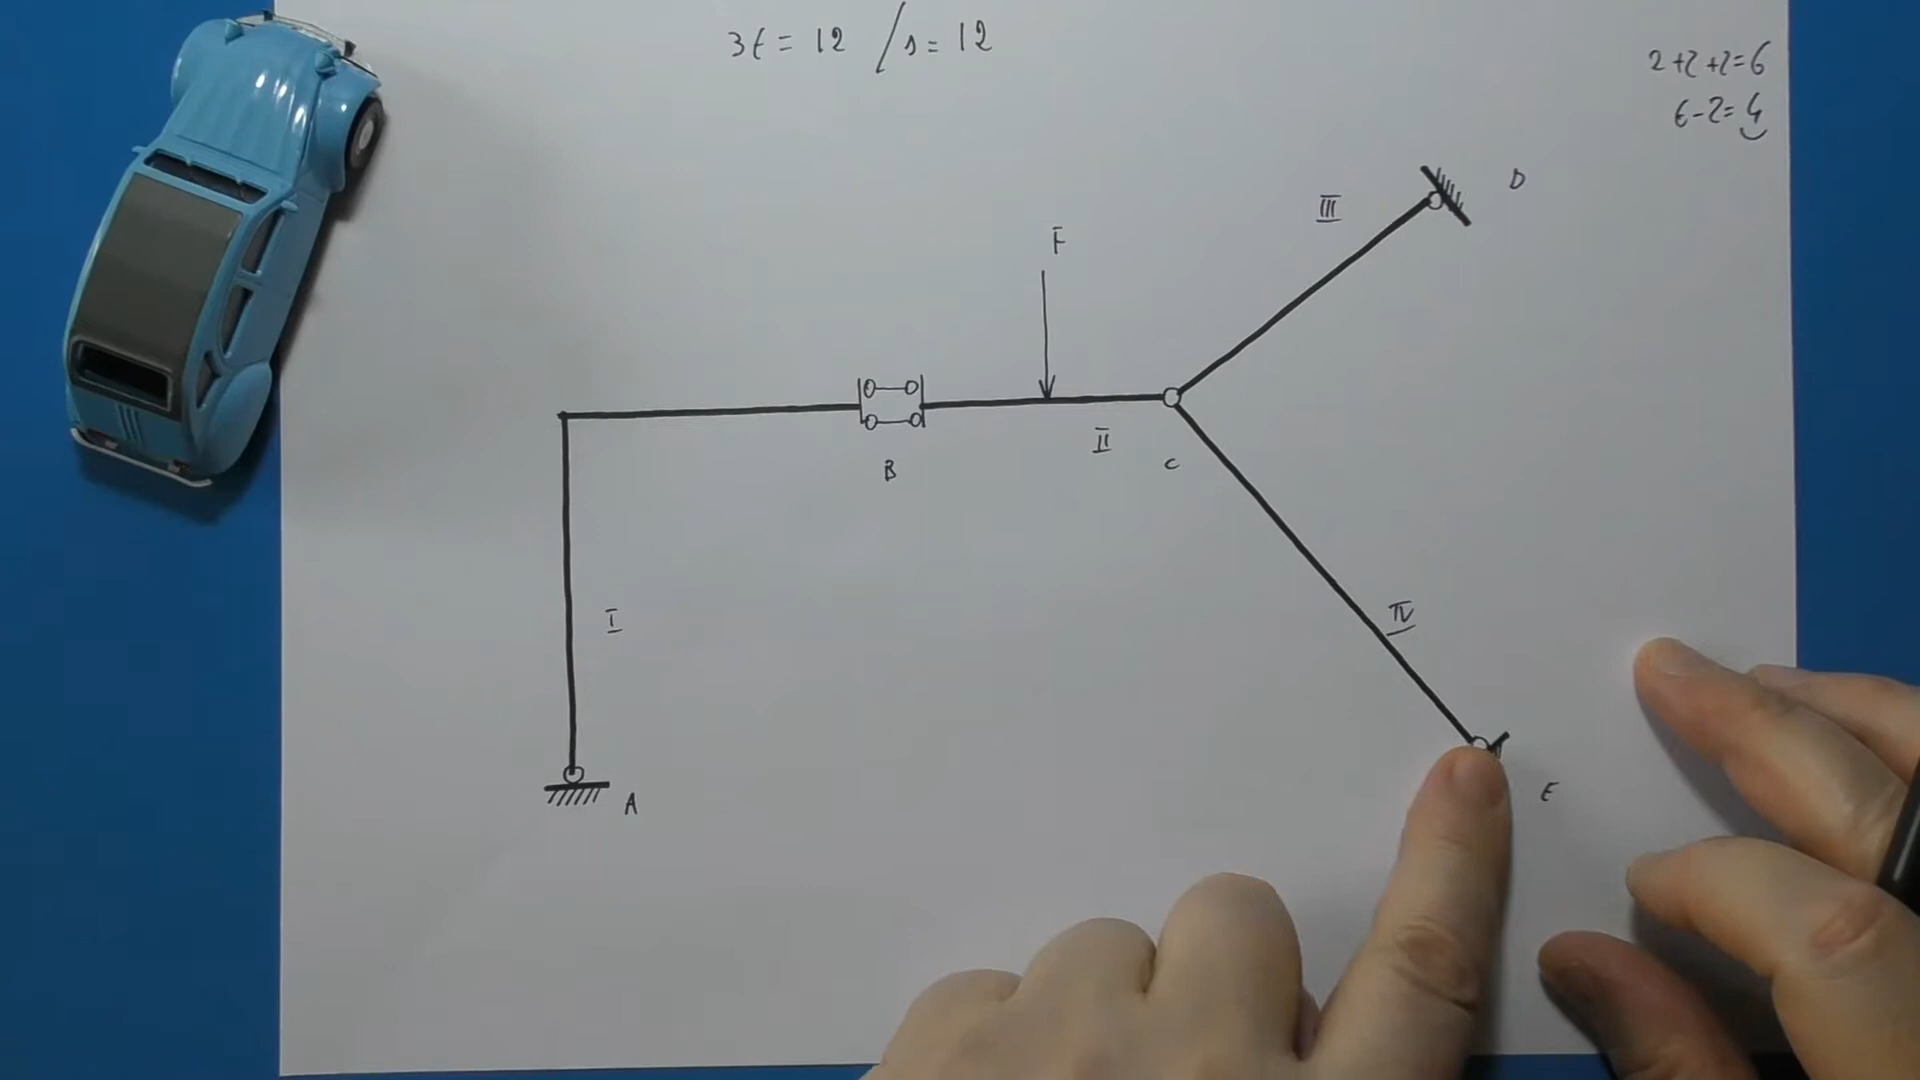 3t = 12 / s = 12
2+2+2=6
6-2=4
D
III
F
II
B
C
I
IV
A
E